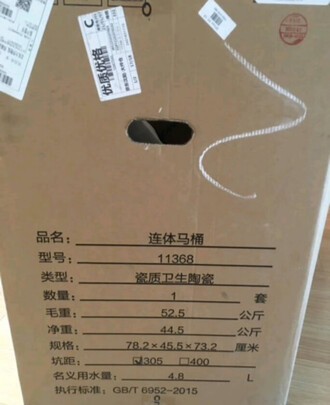 C
优质优格
品名： 连体马桶
型号： 11368
类型： 瓷质卫生陶瓷
数量： 1 套
毛重： 52.5 公斤
净重： 44.5 公斤
规格： 78.2-45.5-73.2 厘米
坑距： ☑305 □400
名义用水量： 4.8 L
执行标准：GB/T 6952-2015